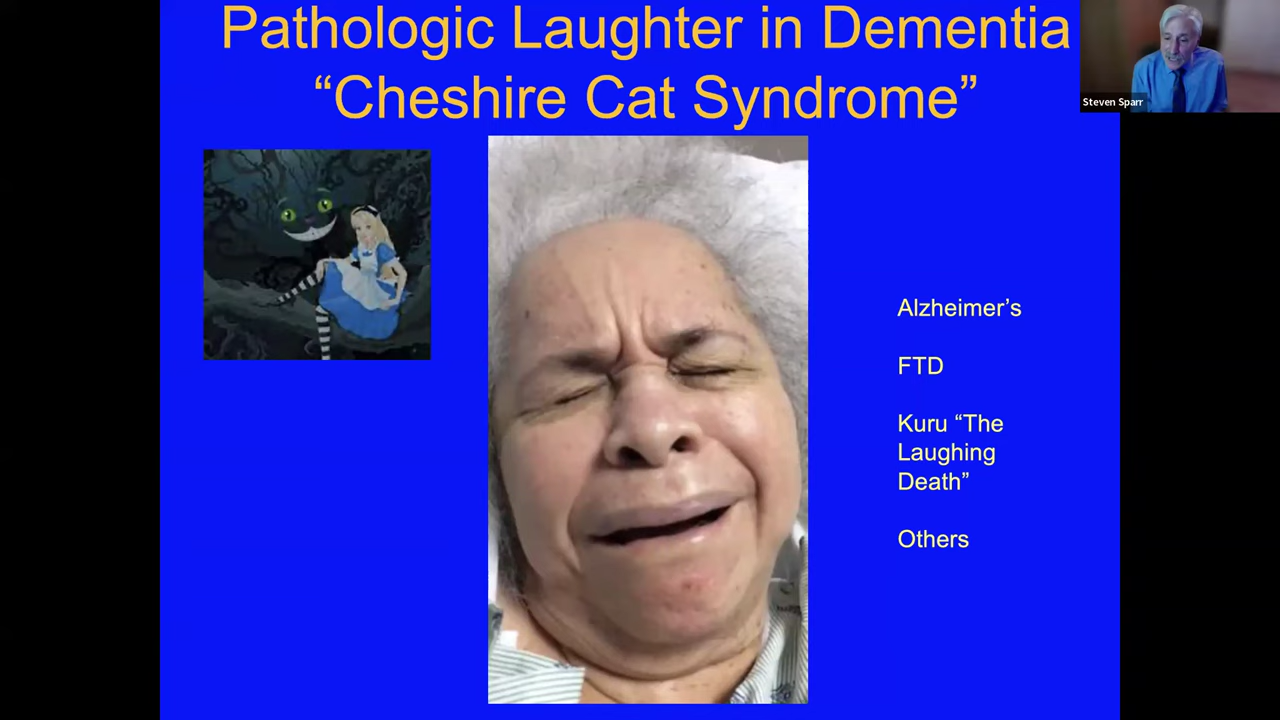 Pathologic Laughter in Dementia
“Cheshire Cat Syndrome”
Steven Sparr
Alzheimer’s
FTD
Kuru “The
Laughing
Death”
Others